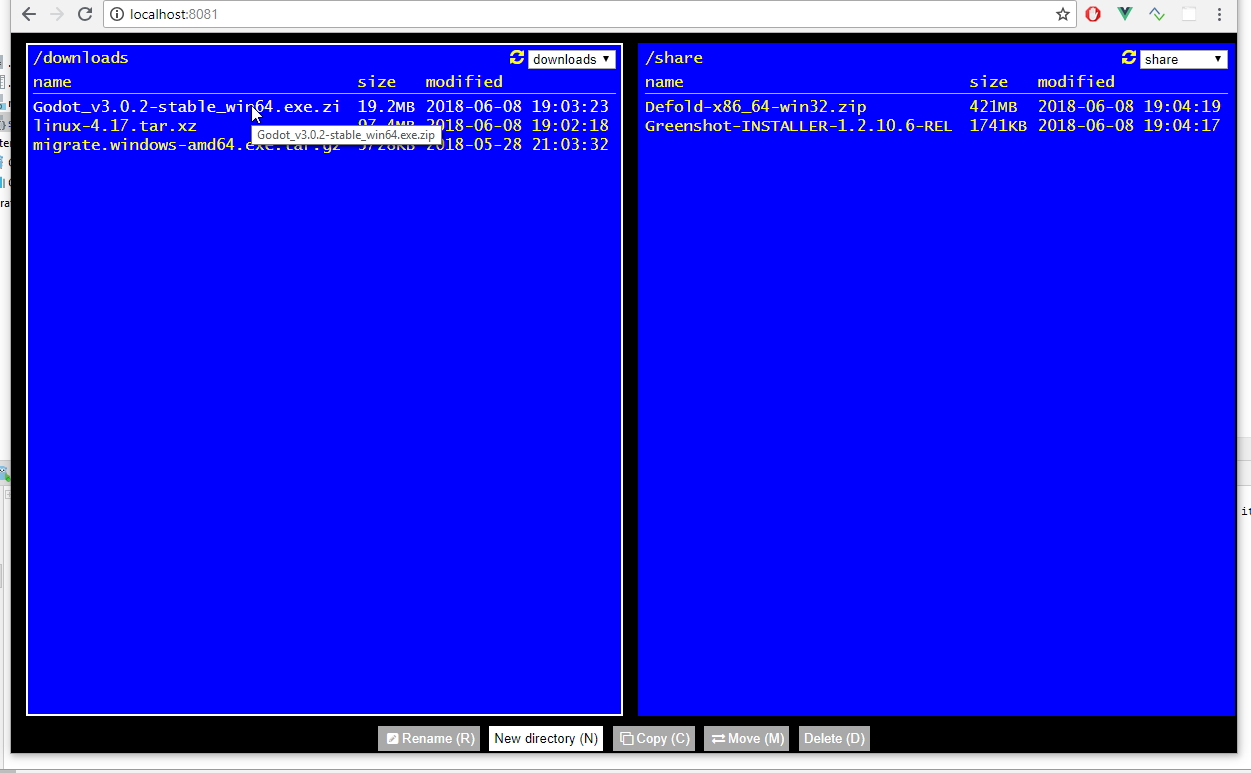 localhost:8081
/downloads
downloads
name size modified
Godot_v3.0.2-stable_win64.exe.zi 19.2MB 2018-06-08 19:03:23
linux-4.17.tar.xz 97.4MB 2018-06-08 19:02:18
Godot_v3.0.2-stable_win64.exe.zip
migrate.windows-amd64.exe.tar.gz 2018-05-28 21:03:32
/share
share
name size modified
Defold-x86_64-win32.zip 421MB 2018-06-08 19:04:19
Greenshot-INSTALLER-1.2.10.6-REL 1741KB 2018-06-08 19:04:17
Rename (R) New directory (N) Copy (C) Move (M) Delete (D)